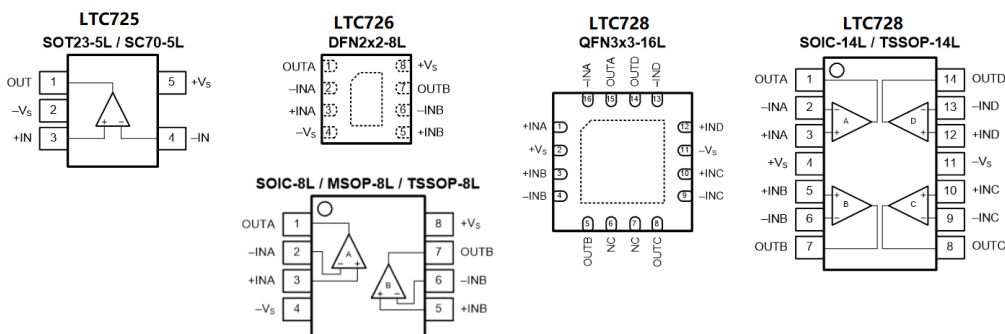 LTC725
SOT23-5L / SC70-5L
OUT 1 5 +VS
–VS 2
+IN 3 4 –IN
+ –
LTC726
DFN2x2-8L
OUTA 1 8 +VS
–INA 2 7 OUTB
+INA 3 6 –INB
–VS 4 5 +INB
SOIC-8L / MSOP-8L / TSSOP-8L
OUTA 1 8 +VS
–INA 2 A 7 OUTB
– +
+INA 3 B 6 –INB
+ –
–VS 4 5 +INB
LTC728
QFN3x3-16L
–INA OUTA OUTD –IND
16 15 14 13
+INA 1 12 +IND
+VS 2 11 –VS
+INB 3 10 +INC
–INB 4 9 –INC
5 6 7 8
OUTB NC NC OUTC
LTC728
SOIC-14L / TSSOP-14L
OUTA 1 14 OUTD
–INA 2 – A D – 13 –IND
+INA 3 + + 12 +IND
+VS 4 11 –VS
+INB 5 + B C + 10 +INC
–INB 6 – – 9 –INC
OUTB 7 8 OUTC